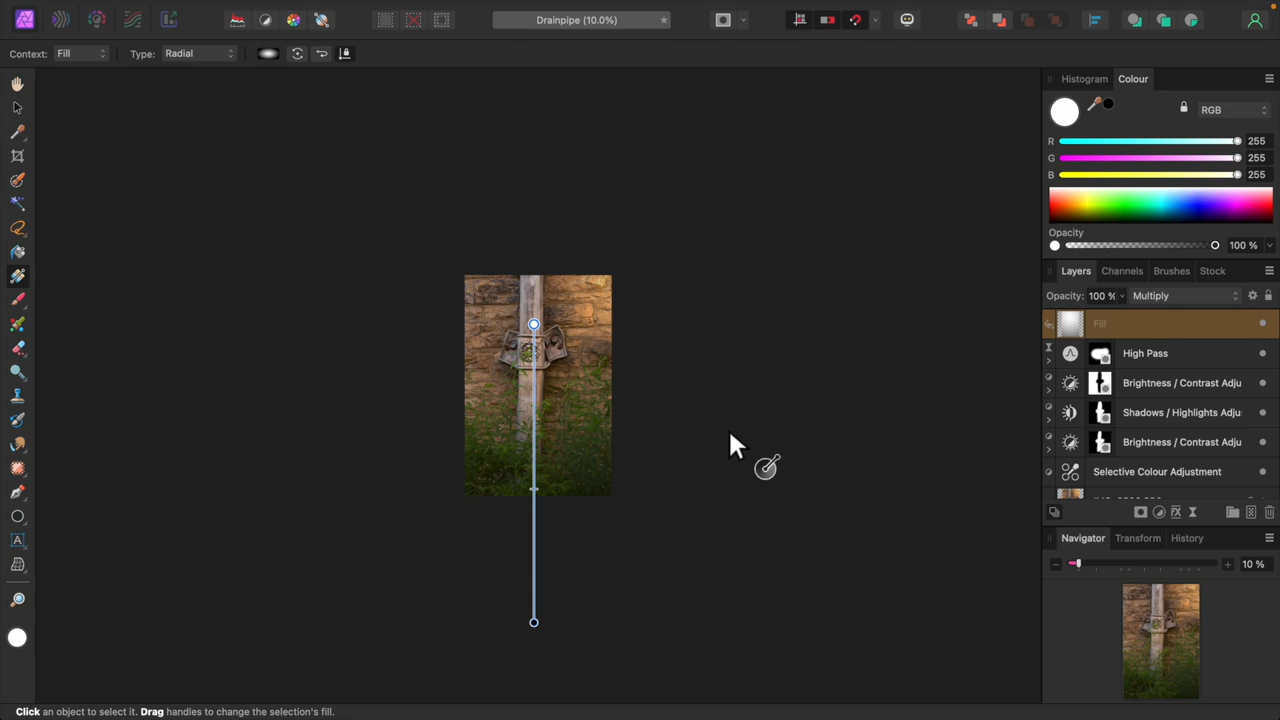 Drainpipe (10.0%)
Context: Fill Type: Radial
Histogram Colour
RGB
R 255
G 255
B 255
Opacity
100 %
Layers Channels Brushes Stock
Opacity: 100 % Multiply
Fill
High Pass
Brightness / Contrast Adju
Shadows / Highlights Adju
Brightness / Contrast Adju
Selective Colour Adjustment
Navigator Transform History
10 %
A
Click an object to select it. Drag handles to change the selection's fill.